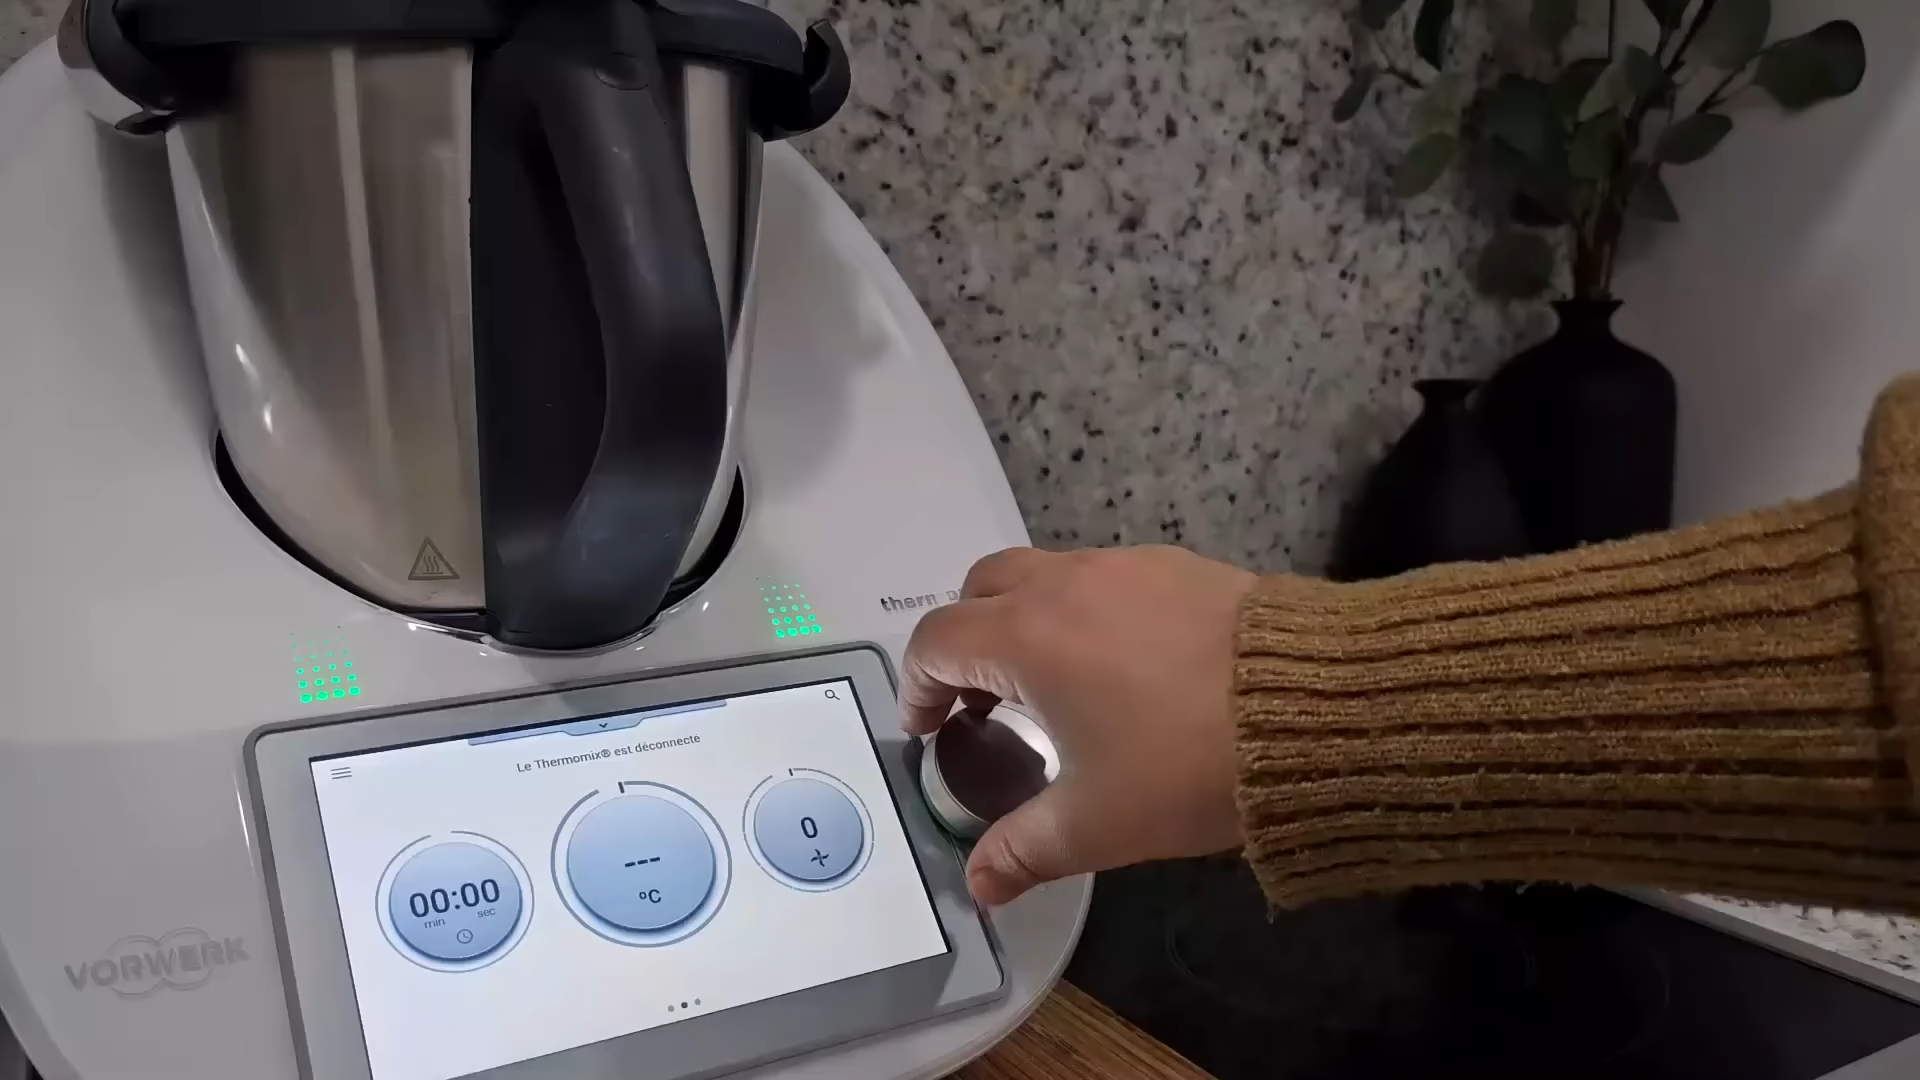 VORWERK
Le Thermomix® est déconnecté
00:00
min sec
---
°C
0